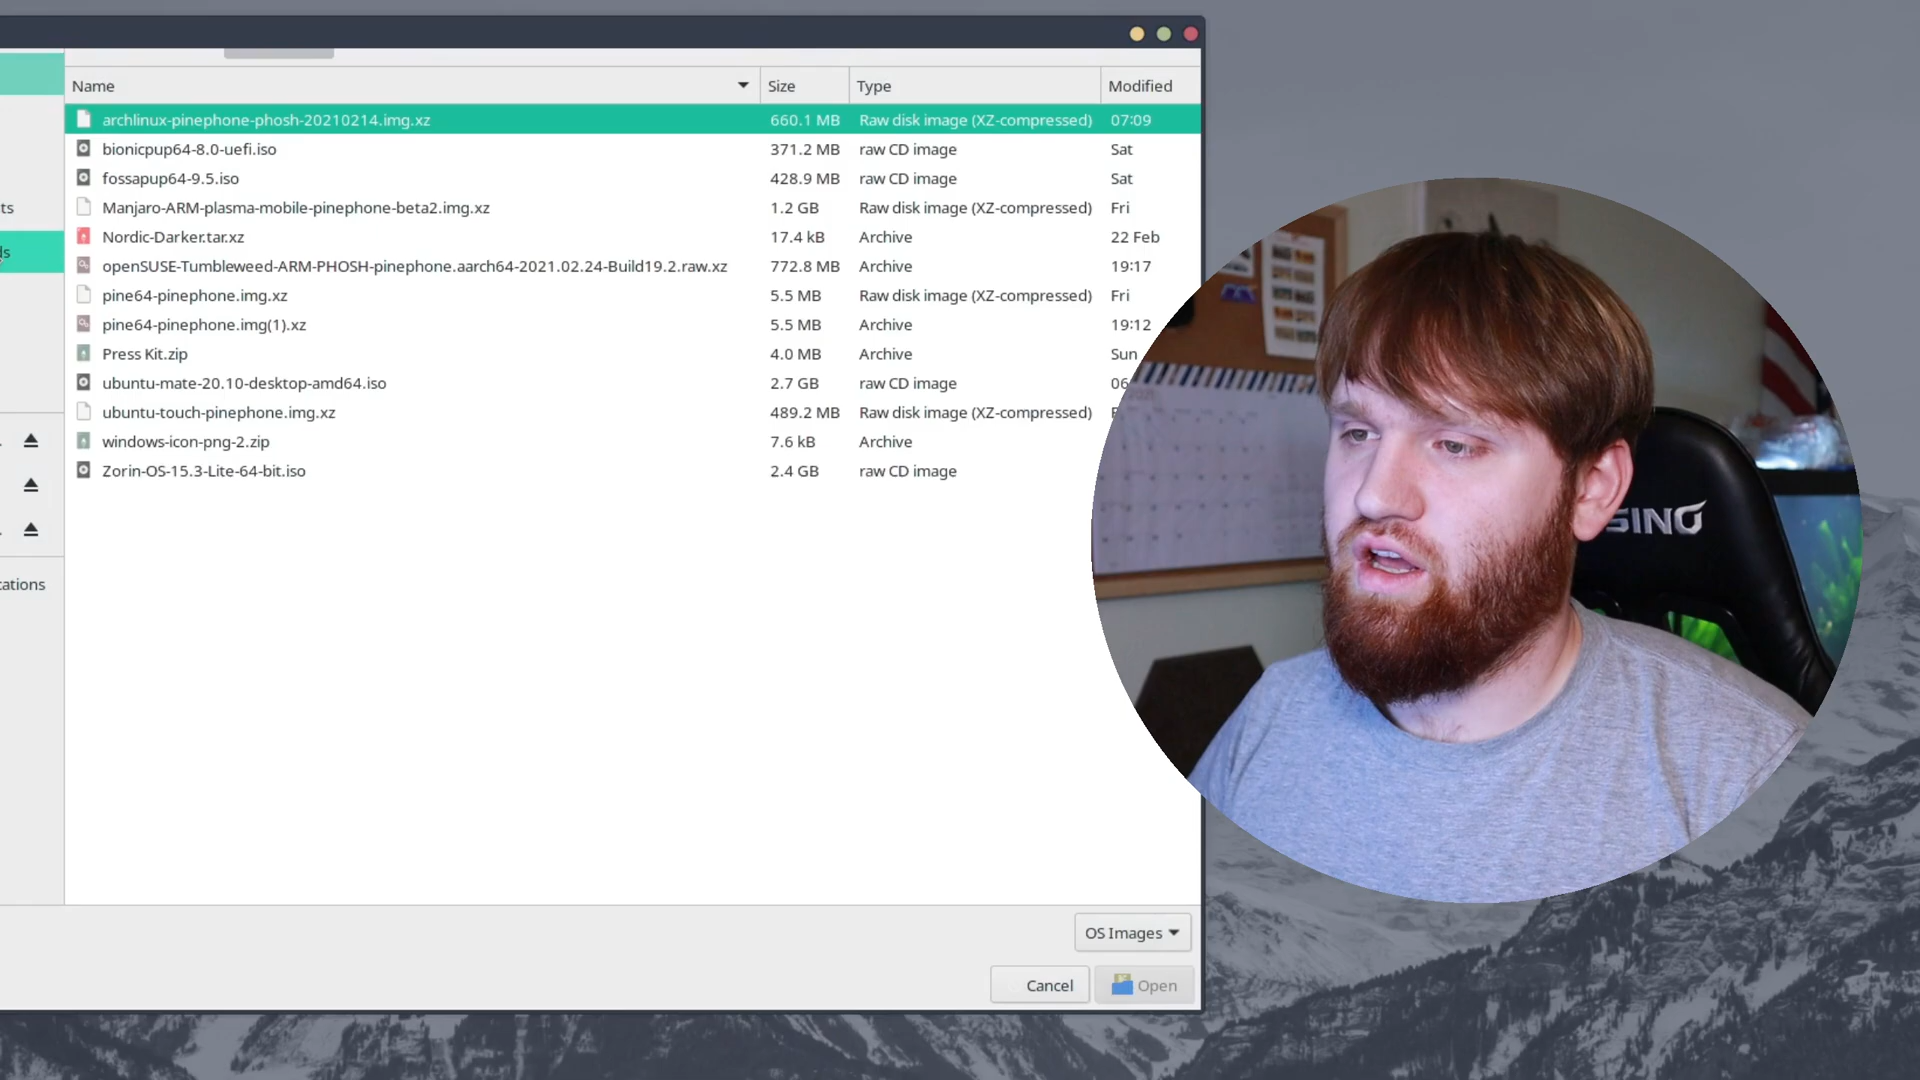 Name Size Type Modified
archlinux-pinephone-phosh-20210214.img.xz 660.1 MB Raw disk image (XZ-compressed) 07:09
bionicpup64-8.0-uefi.iso 371.2 MB raw CD image Sat
fossapup64-9.5.iso 428.9 MB raw CD image Sat
ts Manjaro-ARM-plasma-mobile-pinephone-beta2.img.xz 1.2 GB Raw disk image (XZ-compressed) Fri
Nordic-Darker.tar.xz 17.4 kB Archive 22 Feb
openSUSE-Tumbleweed-ARM-PHOSH-pinephone.aarch64-2021.02.24-Build19.2.raw.xz 772.8 MB Archive 19:17
pine64-pinephone.img.xz 5.5 MB Raw disk image (XZ-compressed) Fri
pine64-pinephone.img(1).xz 5.5 MB Archive 19:12
Press Kit.zip 4.0 MB Archive Sun
ubuntu-mate-20.10-desktop-amd64.iso 2.7 GB raw CD image 06
ubuntu-touch-pinephone.img.xz 489.2 MB Raw disk image (XZ-compressed)
windows-icon-png-2.zip 7.6 kB Archive
Zorin-OS-15.3-Lite-64-bit.iso 2.4 GB raw CD image
SING
cations
OS Images
Cancel Open